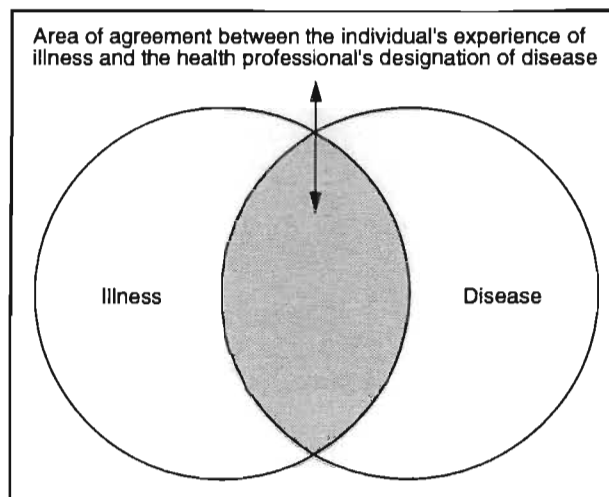 Area of agreement between the individual's experience of
illness and the health professional's designation of disease
Illness
Disease